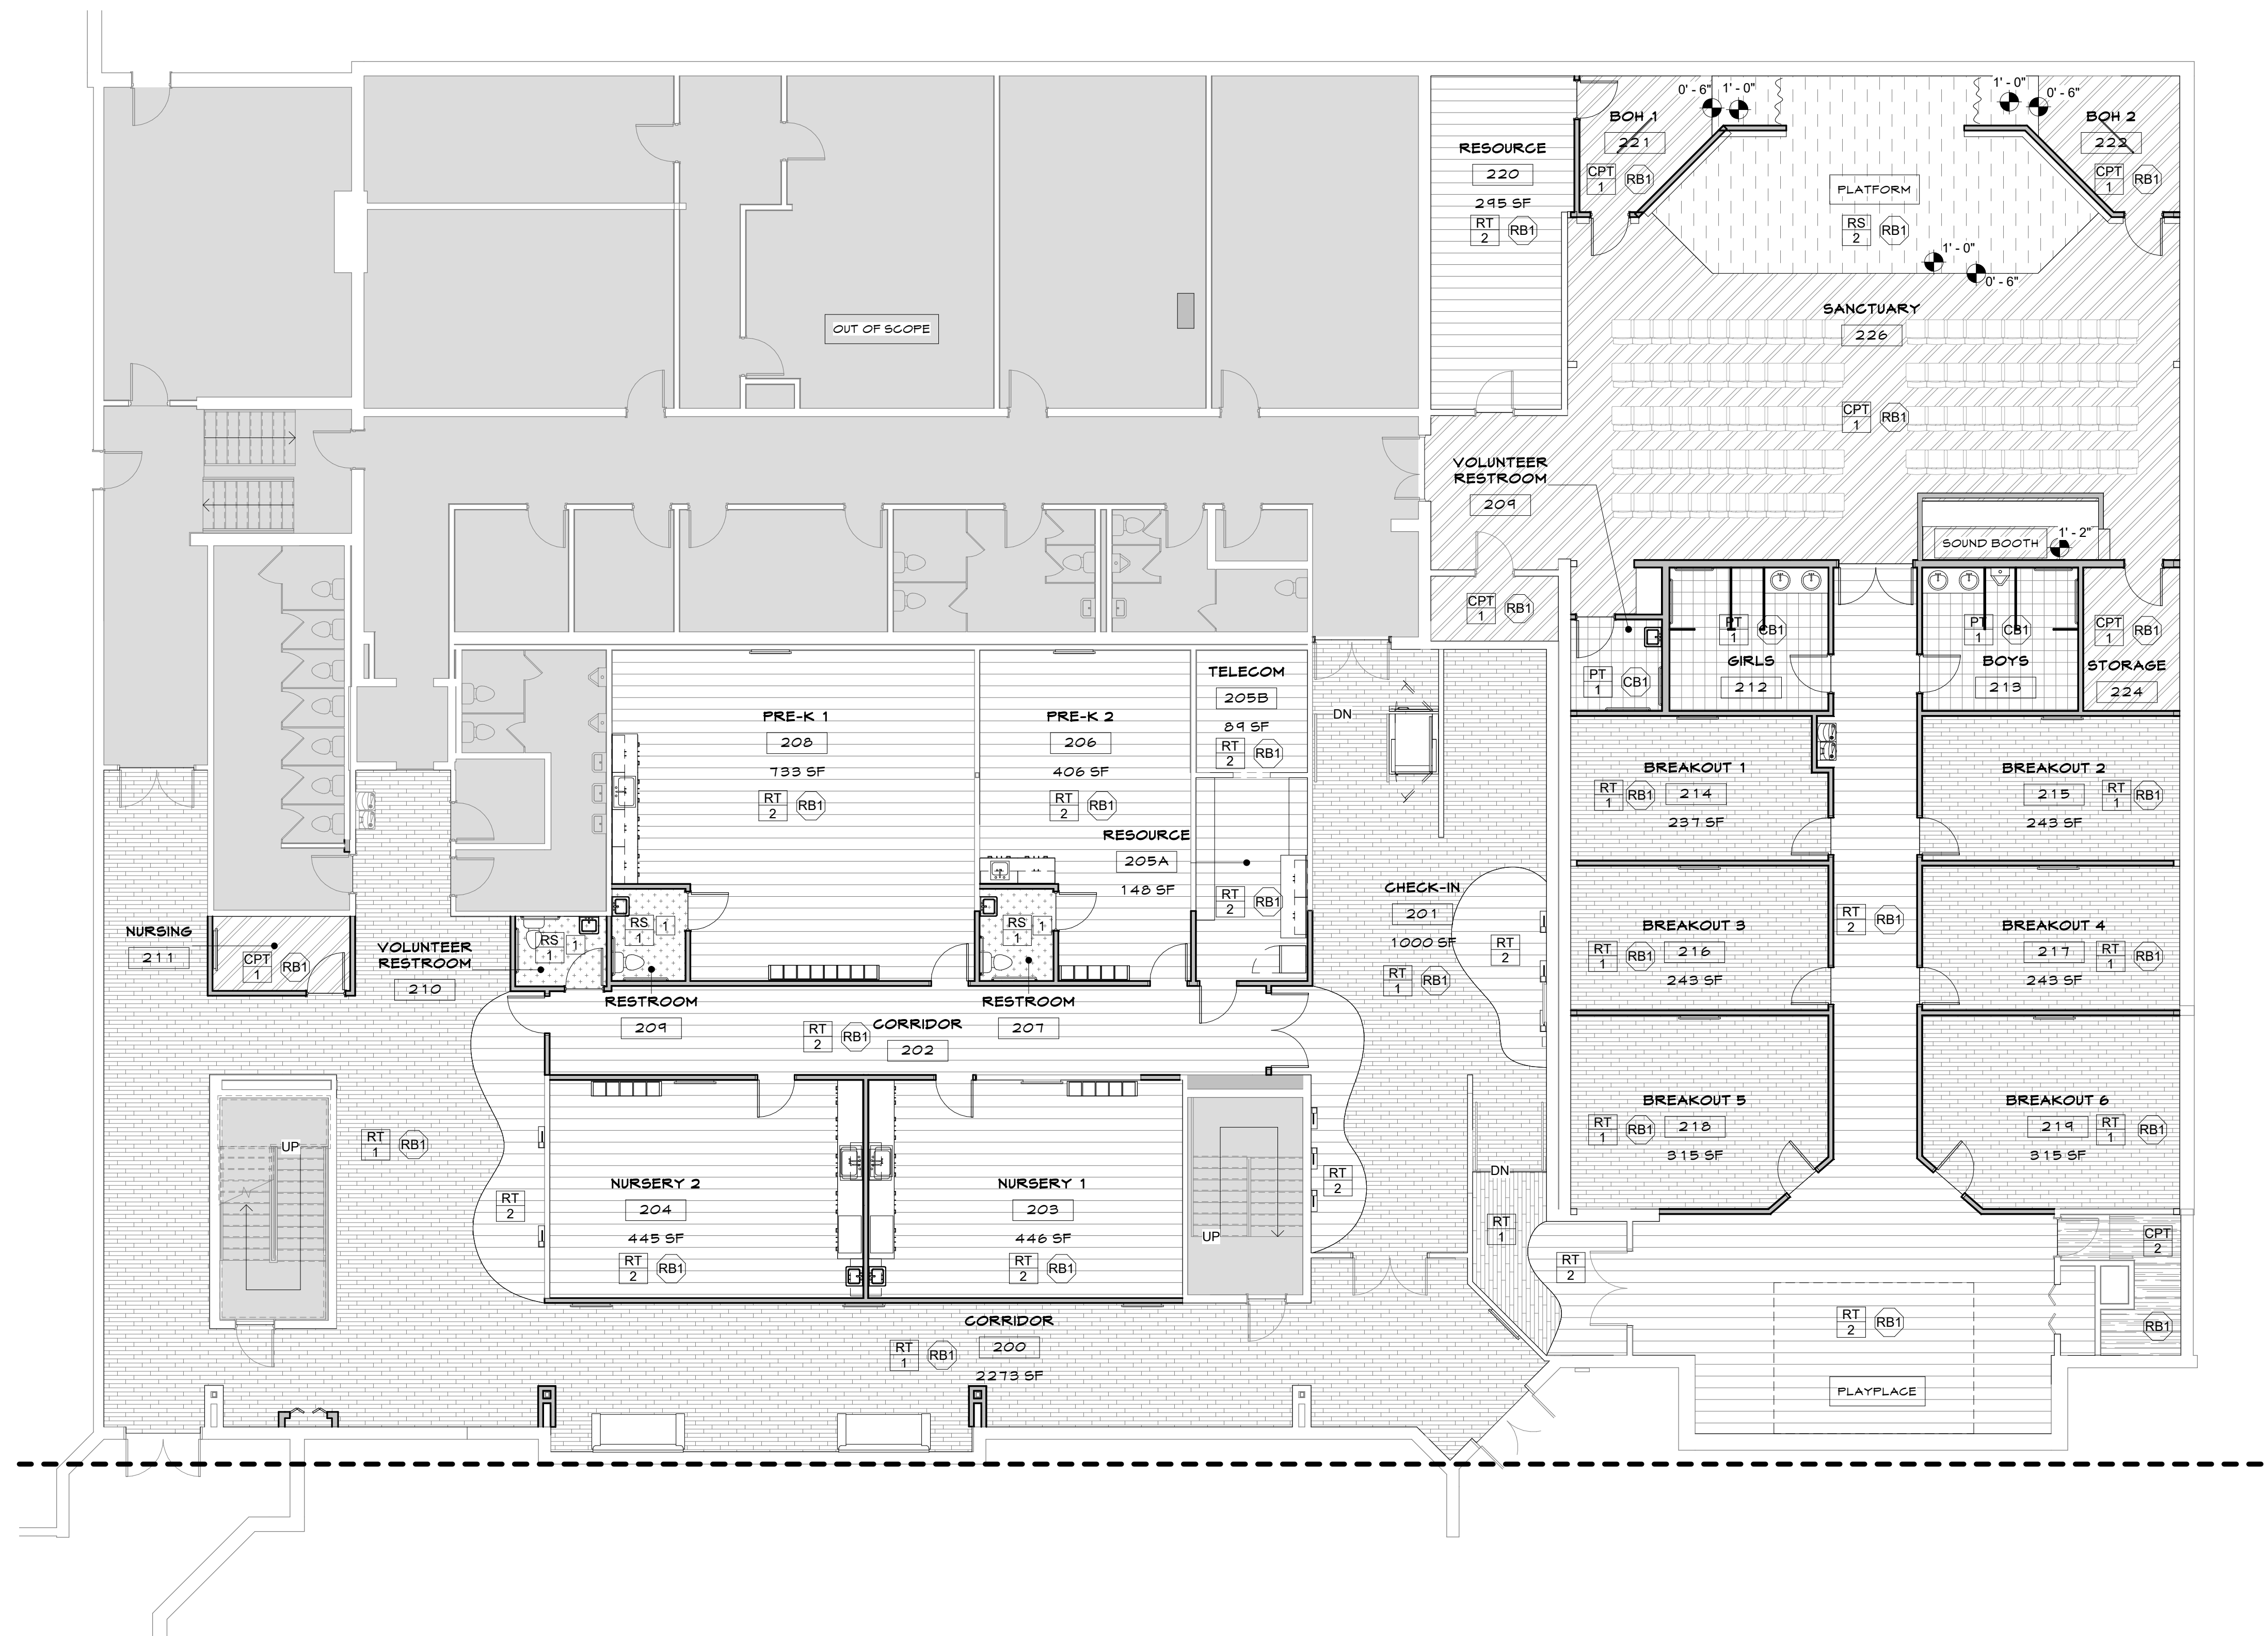 0' - 6"
1' - 0"
1' - 0"
0' - 6"
BOH 1
221
CPT
1
RB1
BOH 2
222
CPT
1
RB1
RESOURCE
220
295 SF
RT
2
RB1
PLATFORM
RS
2
RB1
1' - 0"
0' - 6"
SANCTUARY
226
CPT
1
RB1
OUT OF SCOPE
VOLUNTEER
RESTROOM
209
SOUND BOOTH
1' - 2"
CPT
1
RB1
PT
1
CB1
PT
1
CB1
GIRLS
212
PT
1
CB1
BOYS
213
CPT
1
RB1
STORAGE
224
PRE-K 1
208
733 SF
RT
2
RB1
PRE-K 2
206
406 SF
RT
2
RB1
TELECOM
205B
89 SF
RT
2
RB1
DN
RESOURCE
205A
148 SF
RT
2
RB1
BREAKOUT 1
RT
1
RB1
214
237 SF
BREAKOUT 2
215
RT
1
RB1
243 SF
CHECK-IN
201
1000 SF
RT
1
RB1
RT
2
BREAKOUT 3
RT
1
RB1
216
243 SF
RT
2
RB1
BREAKOUT 4
217
RT
1
RB1
243 SF
NURSING
211
CPT
1
RB1
VOLUNTEER
RESTROOM
210
RS
1
1
RS
1
1
RS
1
1
RESTROOM
209
RESTROOM
207
CORRIDOR
202
RT
2
RB1
BREAKOUT 5
RT
1
RB1
218
315 SF
BREAKOUT 6
219
RT
1
RB1
315 SF
UP
RT
1
RB1
RT
2
NURSERY 2
204
445 SF
RT
2
RB1
NURSERY 1
203
446 SF
RT
2
RB1
UP
RT
2
DN
RT
1
RT
2
CPT
2
RB1
RT
2
RB1
PLAYPLACE
CORRIDOR
200
2273 SF
RT
1
RB1